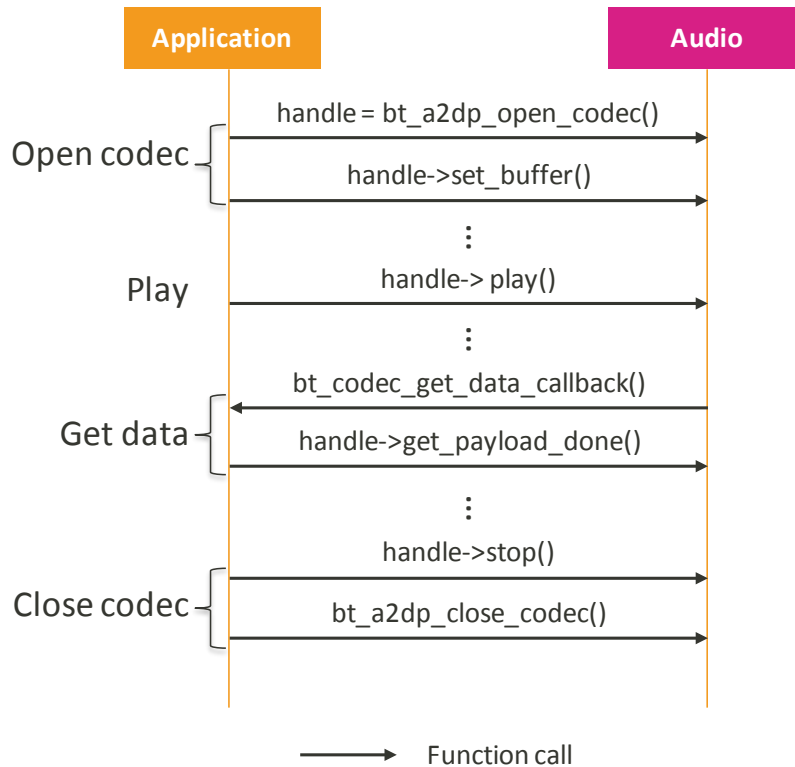 Application
Audio
handle = bt_a2dp_open_codec()
Open codec
handle->set_buffer()
⋮
handle-> play()
Play
⋮
bt_codec_get_data_callback()
Get data
handle->get_payload_done()
⋮
handle->stop()
Close codec
bt_a2dp_close_codec()
Function call